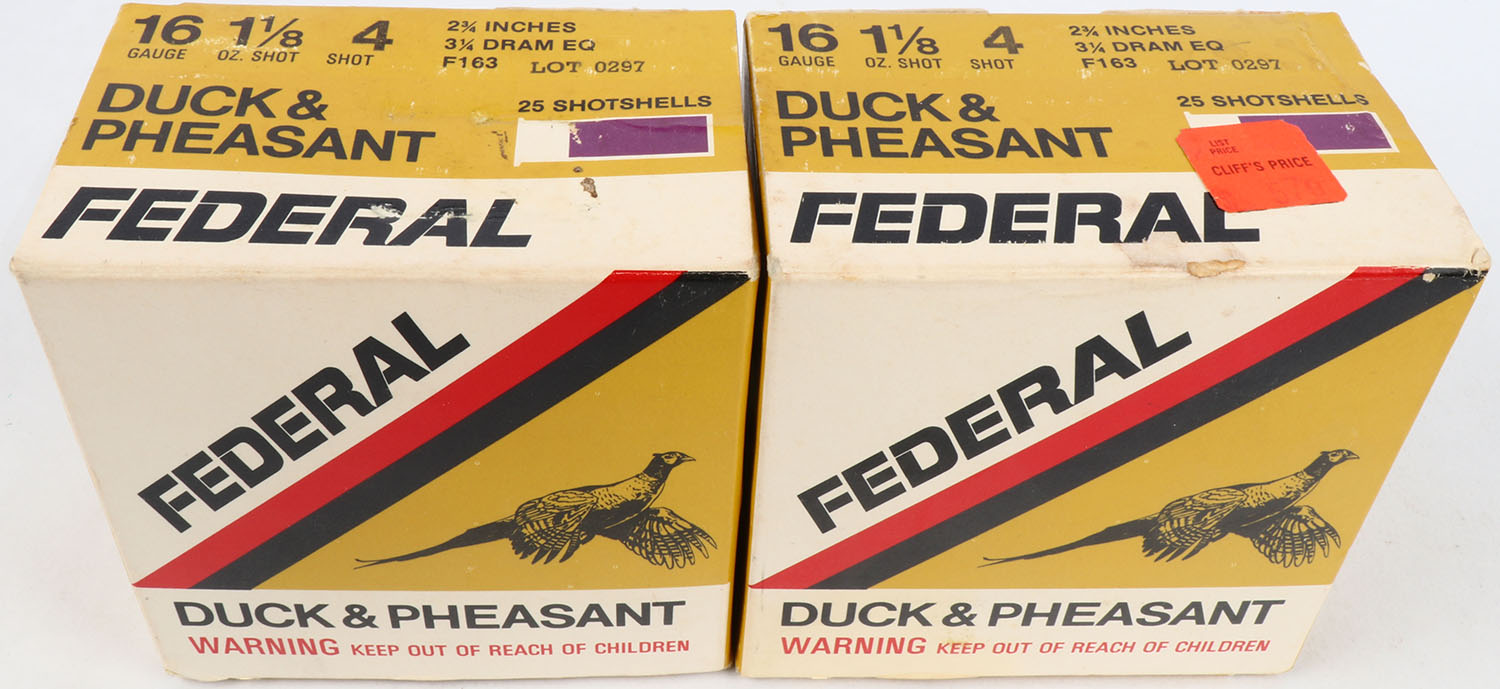 16 1⅛ 4
GAUGE OZ. SHOT SHOT
2¾ INCHES
3¼ DRAM EQ
F163 LOT 0297
DUCK &
PHEASANT
25 SHOTSHELLS
FEDERAL
FEDERAL
DUCK & PHEASANT
WARNING KEEP OUT OF REACH OF CHILDREN
16 1⅛ 4
GAUGE OZ. SHOT SHOT
2¾ INCHES
3¼ DRAM EQ
F163 LOT 0297
DUCK &
PHEASANT
25 SHOTSHELLS
LIST
PRICE
CLIFF'S PRICE
FEDERAL
FEDERAL
DUCK & PHEASANT
WARNING KEEP OUT OF REACH OF CHILDREN